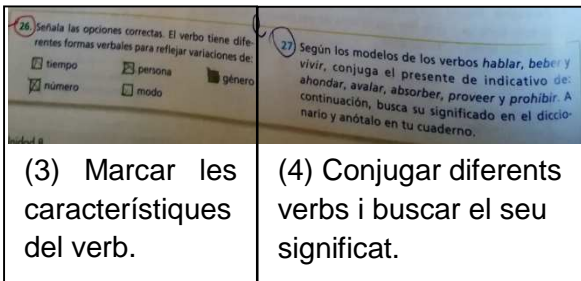 26. Señala las opciones correctas. El verbo tiene dife-
rentes formas verbales para reflejar variaciones de:
tiempo persona género
número modo
27 Según los modelos de los verbos hablar, beber y
vivir, conjuga el presente de indicativo de:
ahondar, avalar, absorber, proveer y prohibir. A
continuación, busca su significado en el diccio-
nario y anótalo en tu cuaderno.
(3) Marcar les
característiques
del verb.
(4) Conjugar diferents
verbs i buscar el seu
significat.